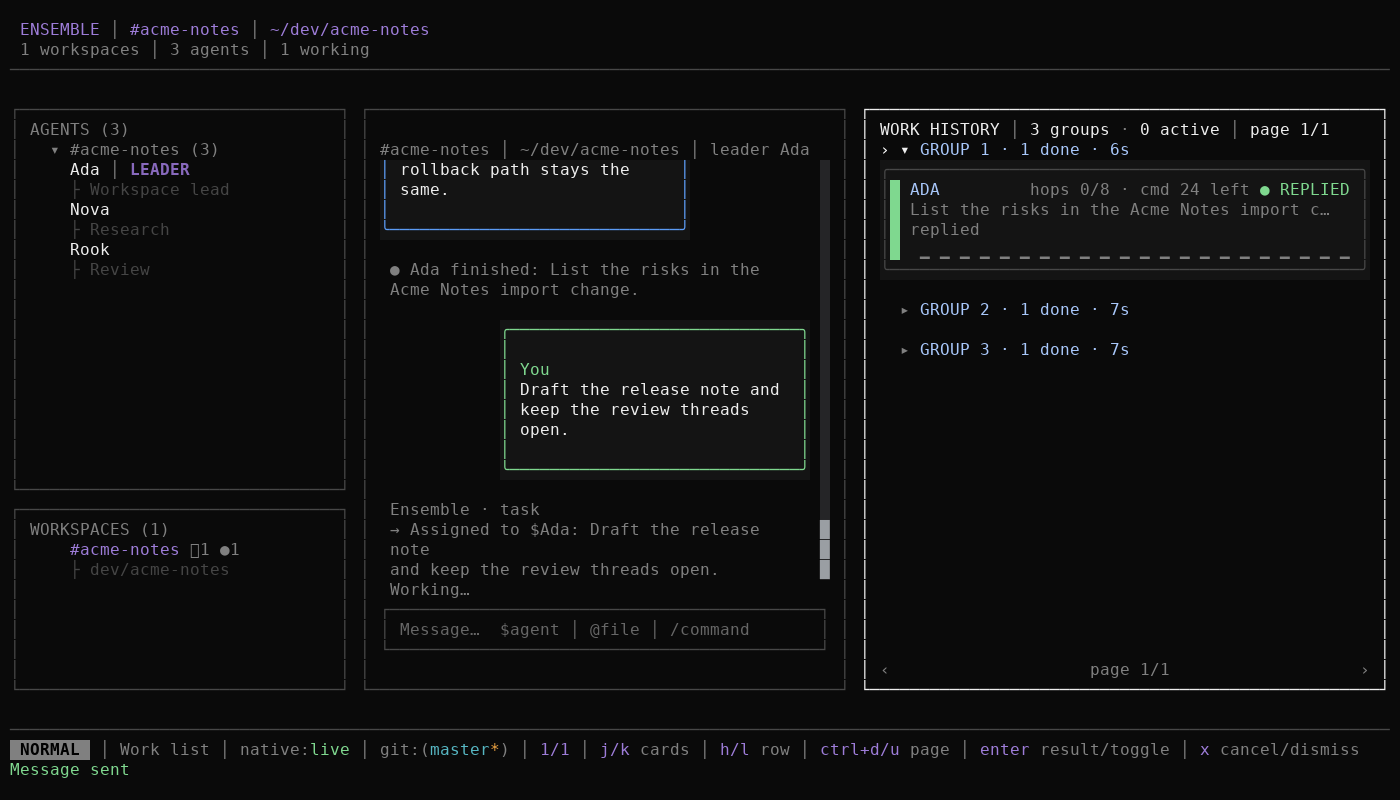 ENSEMBLE │ #acme-notes │ ~/dev/acme-notes
1 workspaces │ 3 agents │ 1 working
AGENTS (3)
▾ #acme-notes (3)
Ada │ LEADER
├ Workspace lead
Nova
├ Research
Rook
├ Review
WORKSPACES (1)
#acme-notes 1 ●1
├ dev/acme-notes
#acme-notes │ ~/dev/acme-notes │ leader Ada
rollback path stays the
same.
● Ada finished: List the risks in the
Acme Notes import change.
You
Draft the release note and
keep the review threads
open.
Ensemble · task
→ Assigned to $Ada: Draft the release
note
and keep the review threads open.
Working…
Message… $agent │ @file │ /command
WORK HISTORY │ 3 groups · 0 active │ page 1/1
› ▾ GROUP 1 · 1 done · 6s
ADA hops 0/8 · cmd 24 left ● REPLIED
List the risks in the Acme Notes import c…
replied
▸ GROUP 2 · 1 done · 7s
▸ GROUP 3 · 1 done · 7s
‹ page 1/1 ›
NORMAL │ Work list │ native:live │ git:(master*) │ 1/1 │ j/k cards │ h/l row │ ctrl+d/u page │ enter result/toggle │ x cancel/dismiss
Message sent